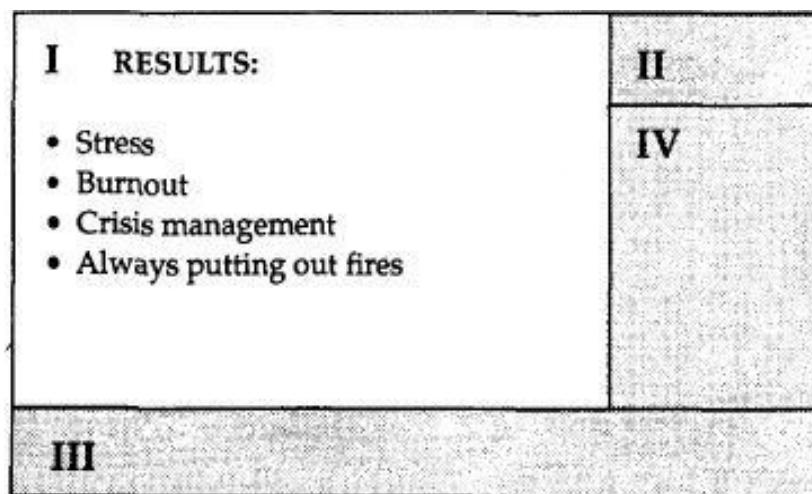 I RESULTS:
II
• Stress
• Burnout
• Crisis management
• Always putting out fires
IV
III